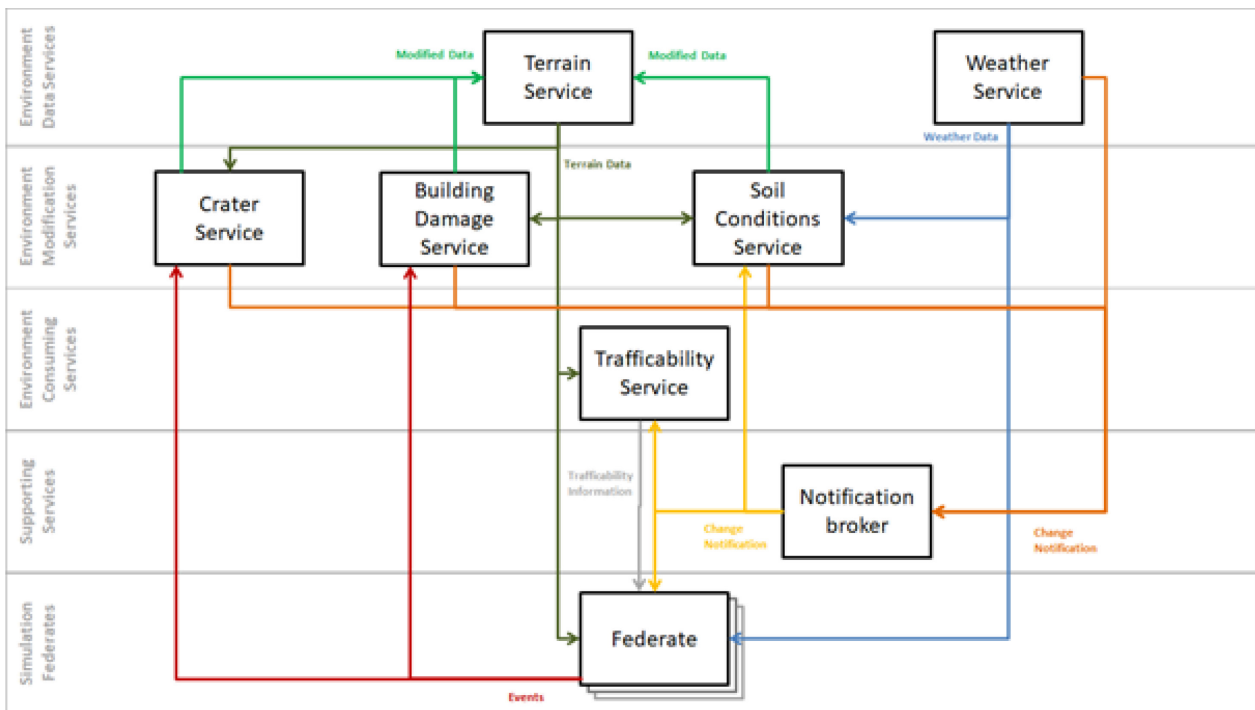 Environment
Data Services
Modified Data
Terrain
Service
Modified Data
Weather
Service
Weather Data
Environment
Modification
Services
Terrain Data
Crater
Service
Building
Damage
Service
Soil
Conditions
Service
Environment
Consuming
Services
Trafficability
Service
Supporting
Services
Trafficability
Information
Notification
broker
Change
Notification
Change
Notification
Simulation
Federates
Federate
Events